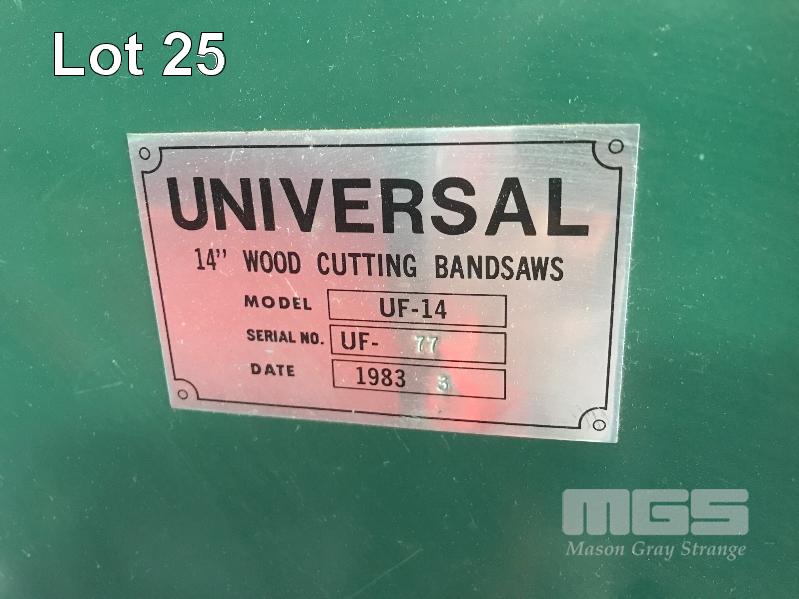 Lot 25
UNIVERSAL
14" WOOD CUTTING BANDSAWS
MODEL UF-14
SERIAL NO. UF- 77
DATE 1983 3
MGS
Mason Gray Strange